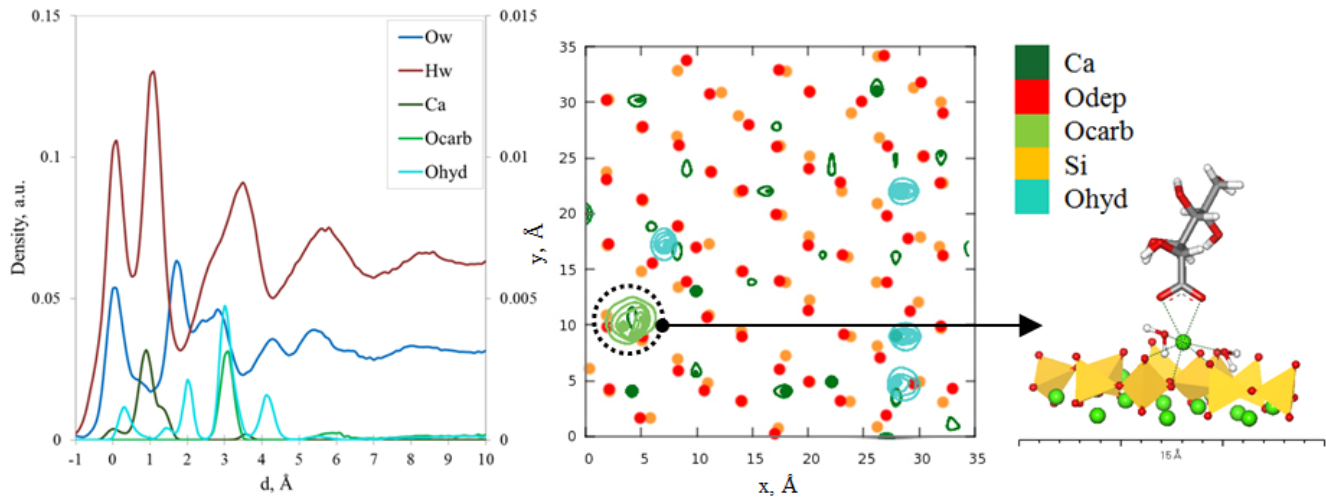 0.15
0.1
0.05
0
Density, a.u.
-1 0 1 2 3 4 5 6 7 8 9 10
d, Å
0.015
0.01
0.005
0
Ow
Hw
Ca
Ocarb
Ohyd
35
30
25
20
15
10
5
0
y, Å
0 5 10 15 20 25 30 35
x, Å
Ca
Odep
Ocarb
Si
Ohyd
15Å